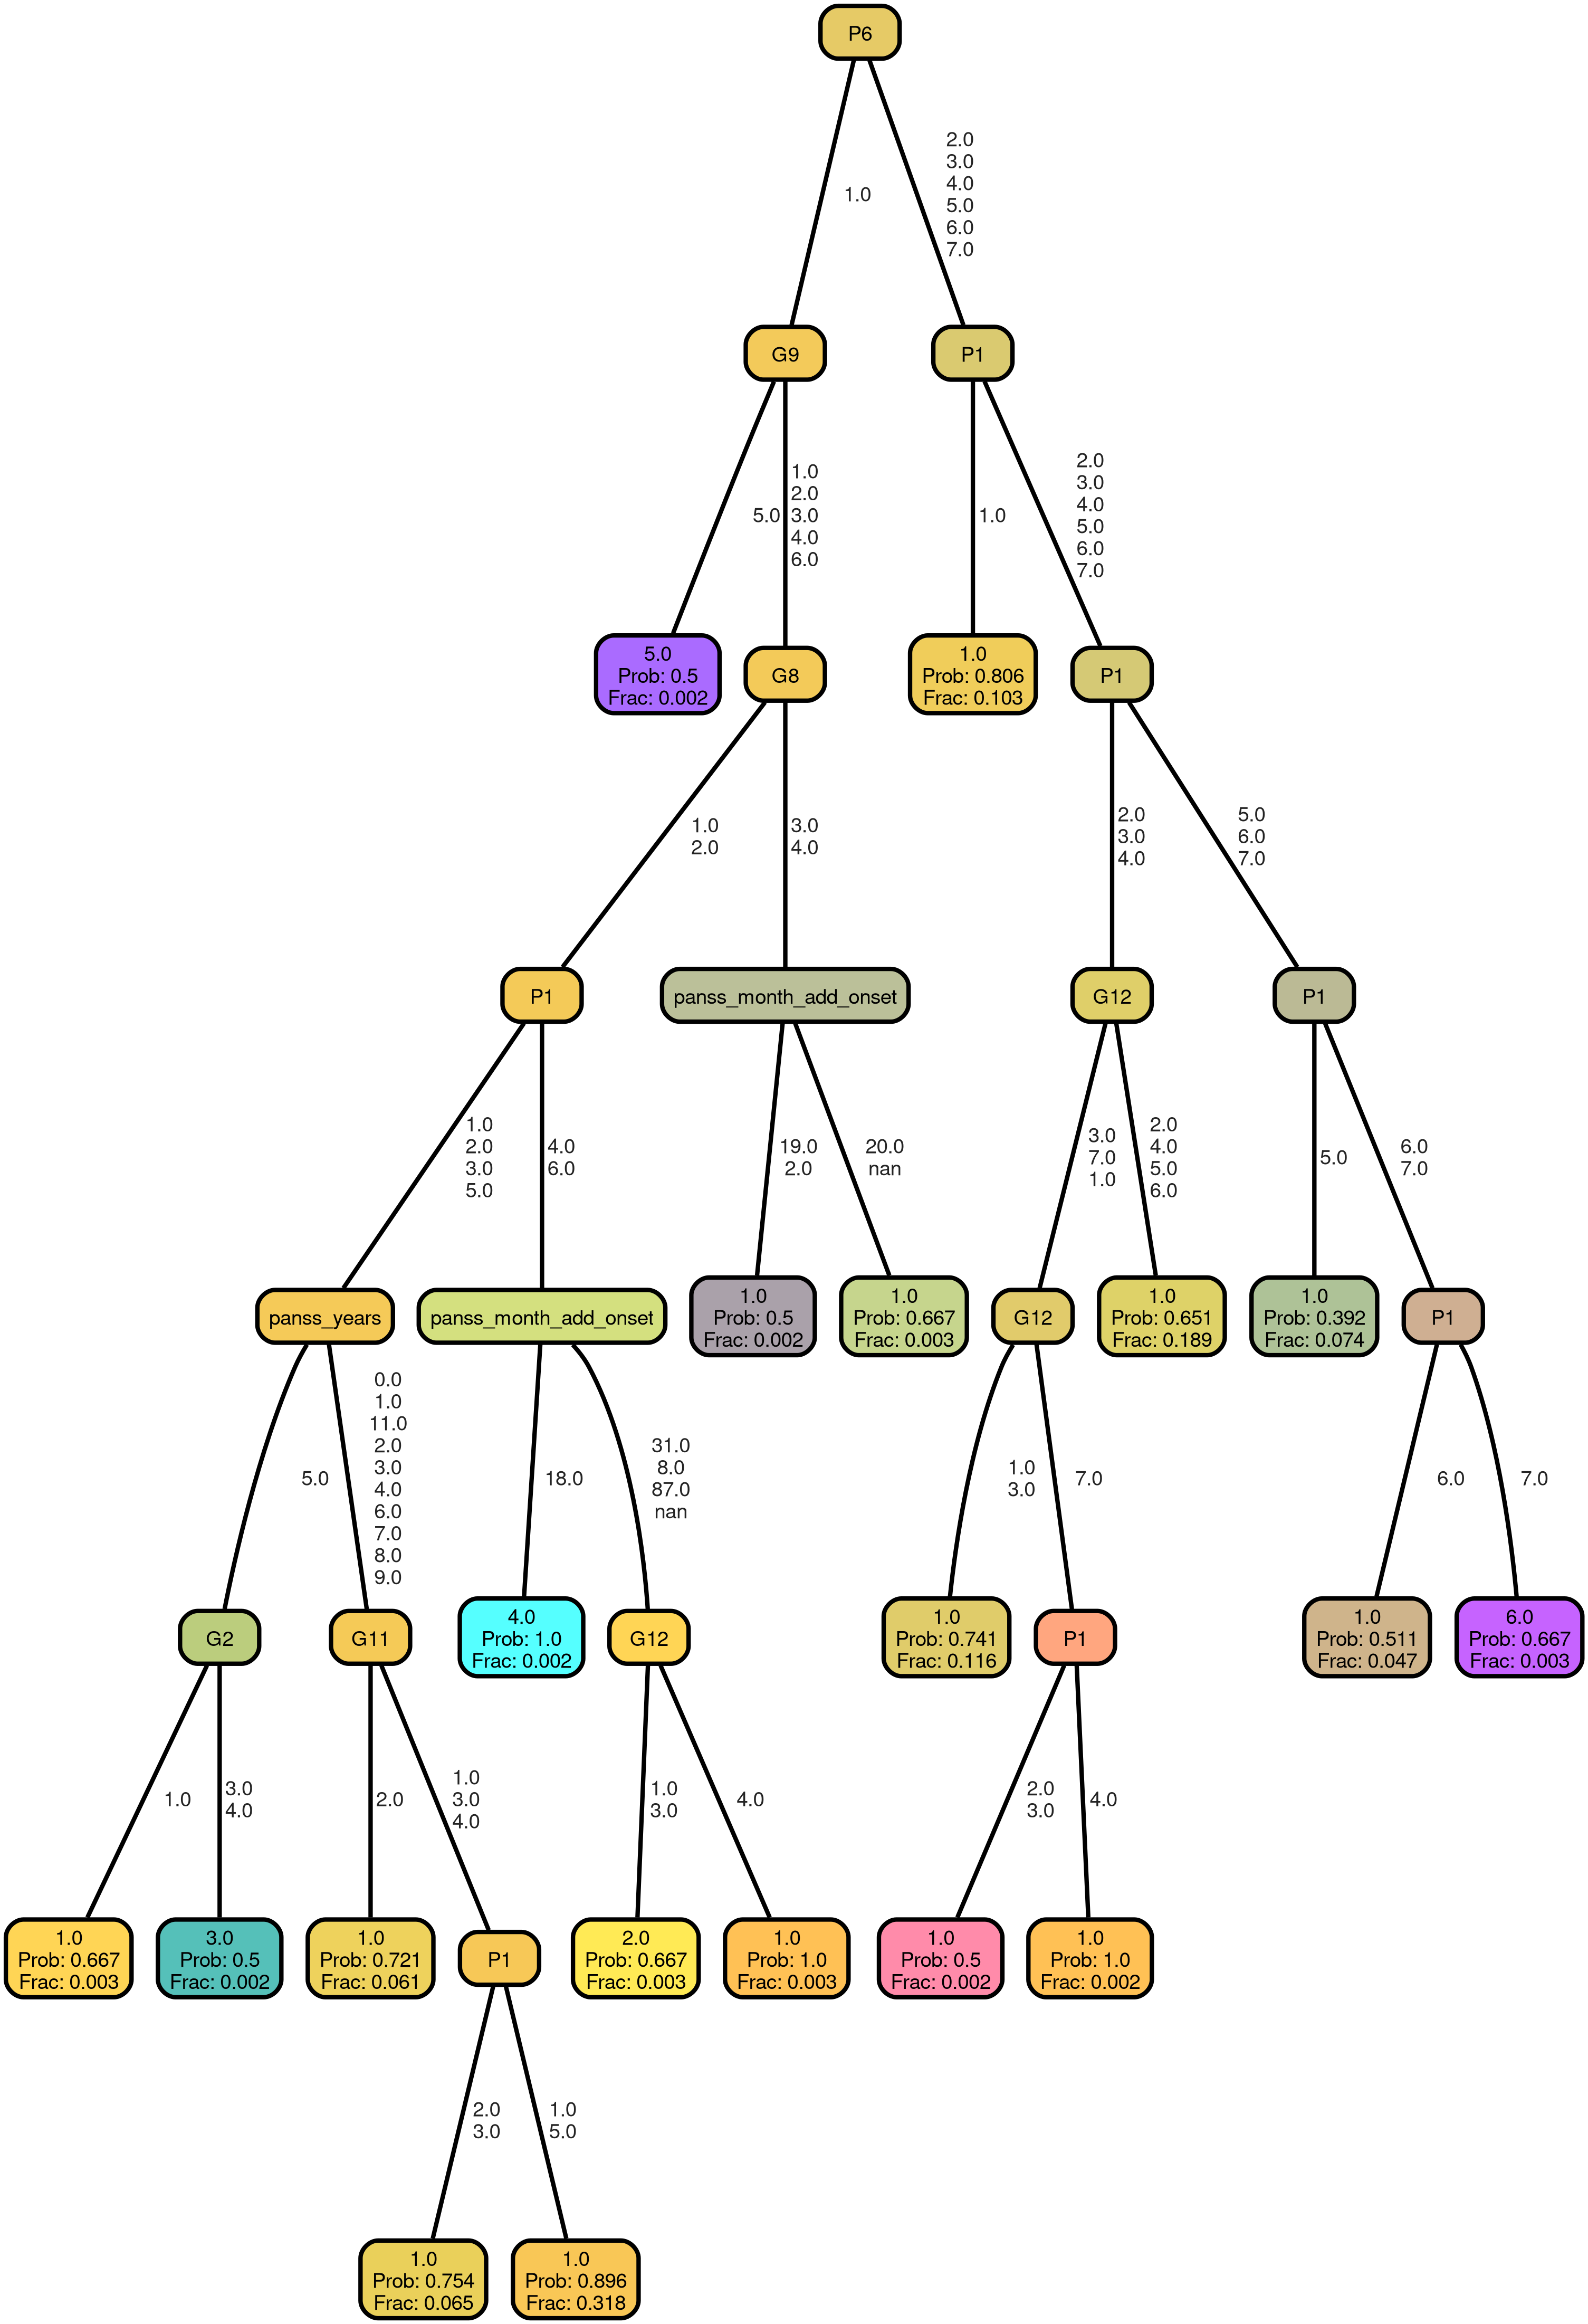 P6
1.0
2.0
3.0
4.0
5.0
6.0
7.0
G9
P1
5.0
1.0
2.0
3.0
4.0
6.0
1.0
2.0
3.0
4.0
5.0
6.0
7.0
5.0
Prob: 0.5
Frac: 0.002
G8
1.0
Prob: 0.806
Frac: 0.103
P1
1.0
2.0
3.0
4.0
2.0
3.0
4.0
5.0
6.0
7.0
P1
panss_month_add_onset
G12
P1
1.0
2.0
3.0
5.0
4.0
6.0
19.0
2.0
20.0
nan
3.0
7.0
1.0
2.0
4.0
5.0
6.0
5.0
6.0
7.0
panss_years
panss_month_add_onset
1.0
Prob: 0.5
Frac: 0.002
1.0
Prob: 0.667
Frac: 0.003
G12
1.0
Prob: 0.651
Frac: 0.189
1.0
Prob: 0.392
Frac: 0.074
P1
5.0
0.0
1.0
11.0
2.0
3.0
4.0
6.0
7.0
8.0
9.0
18.0
31.0
8.0
87.0
nan
1.0
3.0
7.0
6.0
7.0
G2
G11
4.0
Prob: 1.0
Frac: 0.002
G12
1.0
Prob: 0.741
Frac: 0.116
P1
1.0
Prob: 0.511
Frac: 0.047
6.0
Prob: 0.667
Frac: 0.003
1.0
3.0
4.0
2.0
1.0
3.0
4.0
1.0
3.0
4.0
2.0
3.0
4.0
1.0
Prob: 0.667
Frac: 0.003
3.0
Prob: 0.5
Frac: 0.002
1.0
Prob: 0.721
Frac: 0.061
P1
2.0
Prob: 0.667
Frac: 0.003
1.0
Prob: 1.0
Frac: 0.003
1.0
Prob: 0.5
Frac: 0.002
1.0
Prob: 1.0
Frac: 0.002
2.0
3.0
1.0
5.0
1.0
Prob: 0.754
Frac: 0.065
1.0
Prob: 0.896
Frac: 0.318